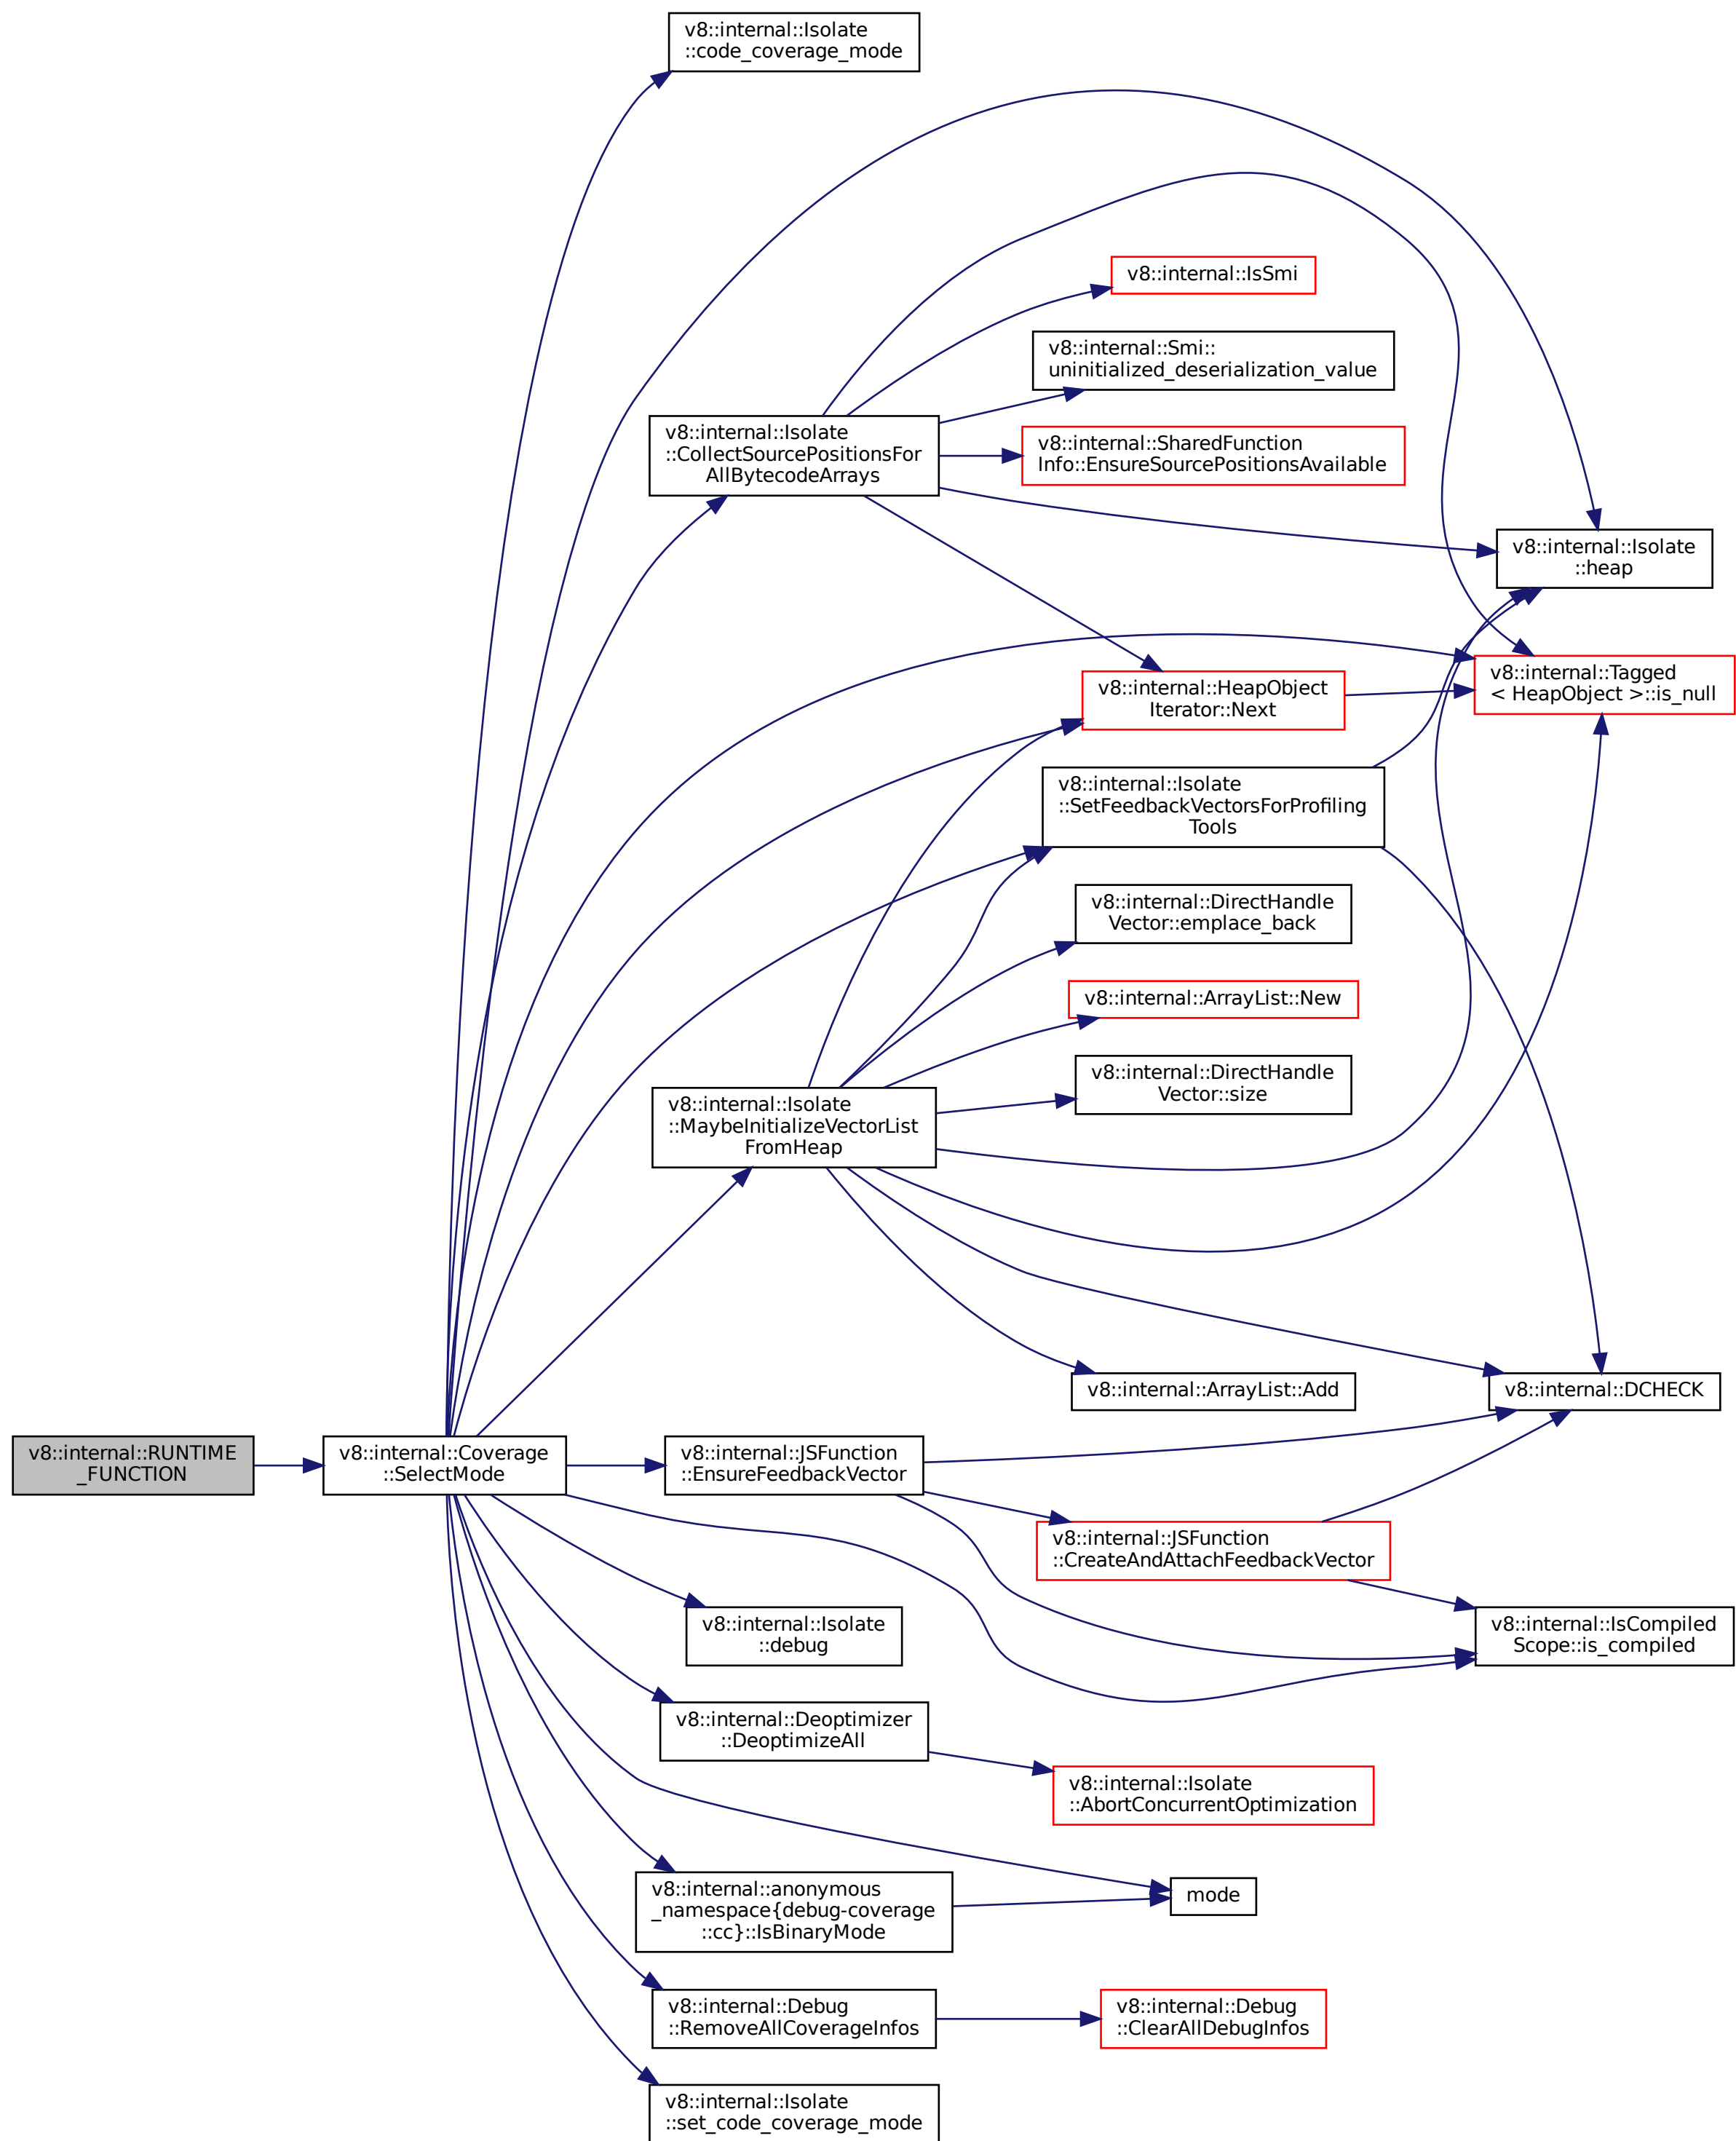 v8::internal::Isolate
::code_coverage_mode
v8::internal::IsSmi
v8::internal::Smi::
uninitialized_deserialization_value
v8::internal::Isolate
::CollectSourcePositionsFor
AllBytecodeArrays
v8::internal::SharedFunction
Info::EnsureSourcePositionsAvailable
v8::internal::Isolate
::heap
v8::internal::HeapObject
Iterator::Next
v8::internal::Tagged
< HeapObject >::is_null
v8::internal::Isolate
::SetFeedbackVectorsForProfiling
Tools
v8::internal::DirectHandle
Vector::emplace_back
v8::internal::ArrayList::New
v8::internal::DirectHandle
Vector::size
v8::internal::Isolate
::MaybeInitializeVectorList
FromHeap
v8::internal::ArrayList::Add
v8::internal::DCHECK
v8::internal::RUNTIME
_FUNCTION
v8::internal::Coverage
::SelectMode
v8::internal::JSFunction
::EnsureFeedbackVector
v8::internal::JSFunction
::CreateAndAttachFeedbackVector
v8::internal::Isolate
::debug
v8::internal::IsCompiled
Scope::is_compiled
v8::internal::Deoptimizer
::DeoptimizeAll
v8::internal::Isolate
::AbortConcurrentOptimization
v8::internal::anonymous
_namespace{debug-coverage
::cc}::IsBinaryMode
mode
v8::internal::Debug
::RemoveAllCoverageInfos
v8::internal::Debug
::ClearAllDebugInfos
v8::internal::Isolate
::set_code_coverage_mode